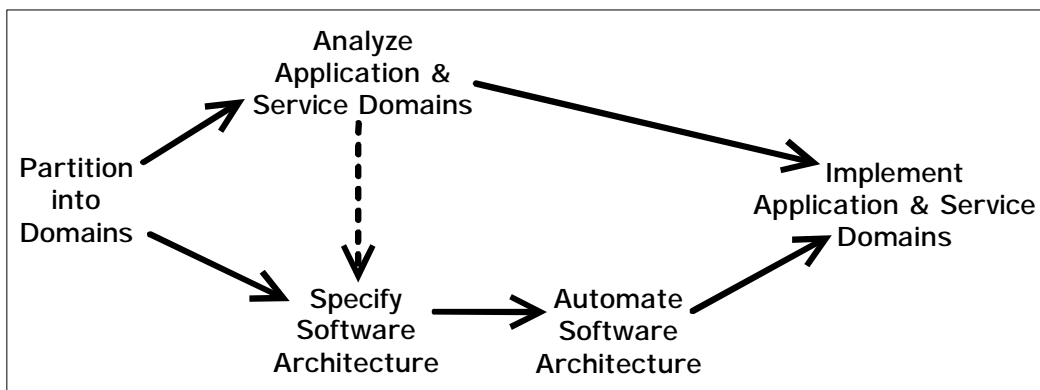 Analyze
Application &
Service Domains
Partition
into
Domains
Implement
Application & Service
Domains
Specify
Software
Architecture
Automate
Software
Architecture